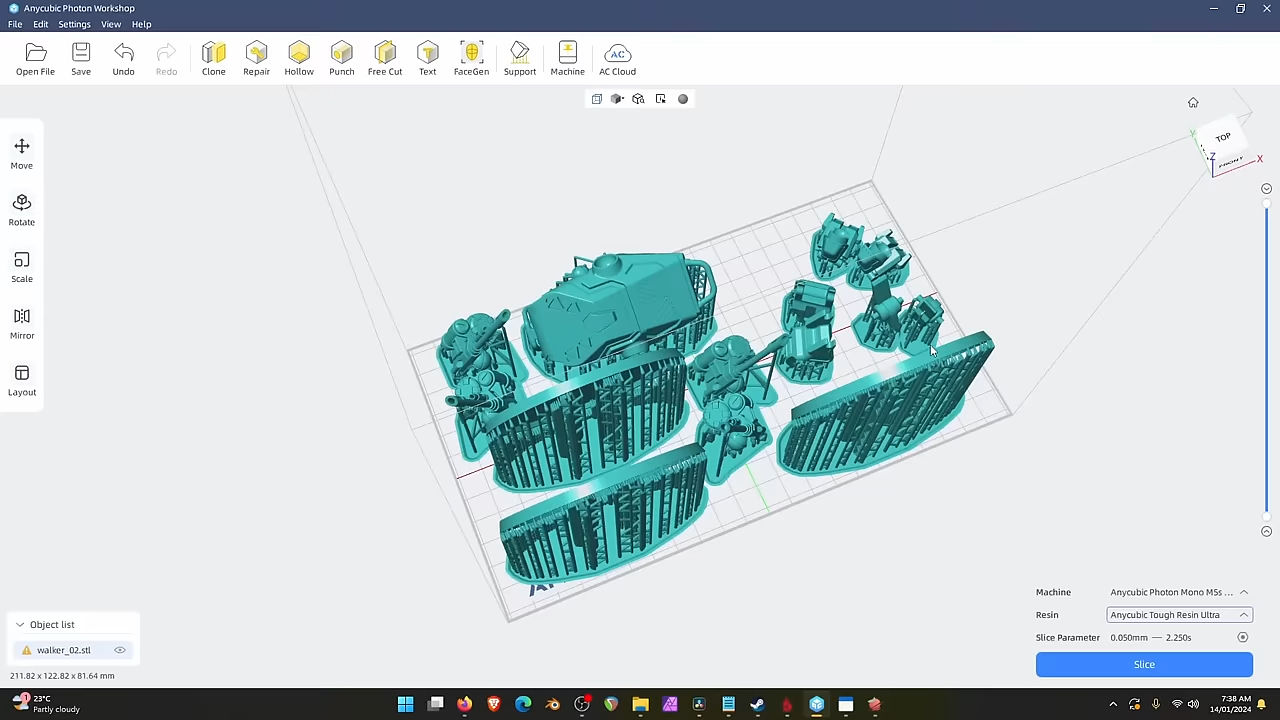 Anycubic Photon Workshop
File Edit Settings View Help
Open File Save Undo Redo Clone Repair Hollow Punch Free Cut Text FaceGen Support Machine AC Cloud
TOP
FRONT
Y
Z
X
Move
Rotate
Scale
Mirror
Layout
Machine Anycubic Photon Mono M5s ...
Resin Anycubic Tough Resin Ultra
Slice Parameter 0.050mm — 2.250s
Slice
Object list
walker_02.stl
211.82 x 122.82 x 81.64 mm
1
23°C
Partly cloudy
7:38 AM
14/01/2024